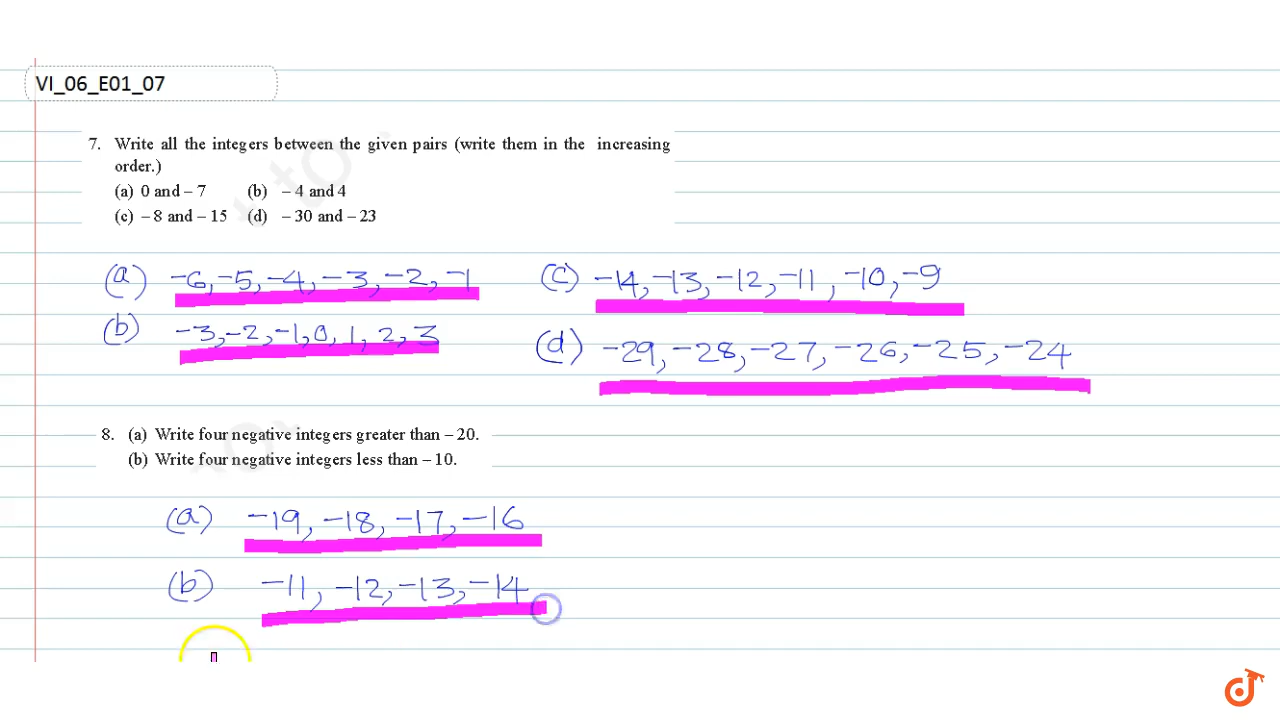 VI_06_E01_07
7. Write all the integers between the given pairs (write them in the increasing
order.)
(a) 0 and – 7 (b) – 4 and 4
(c) – 8 and – 15 (d) – 30 and – 23
(a) -6, -5, -4, -3, -2, -1
(b) -3, -2, -1, 0, 1, 2, 3
(c) -14, -13, -12, -11, -10, -9
(d) -29, -28, -27, -26, -25, -24
8. (a) Write four negative integers greater than – 20.
(b) Write four negative integers less than – 10.
(a) -19, -18, -17, -16
(b) -11, -12, -13, -14